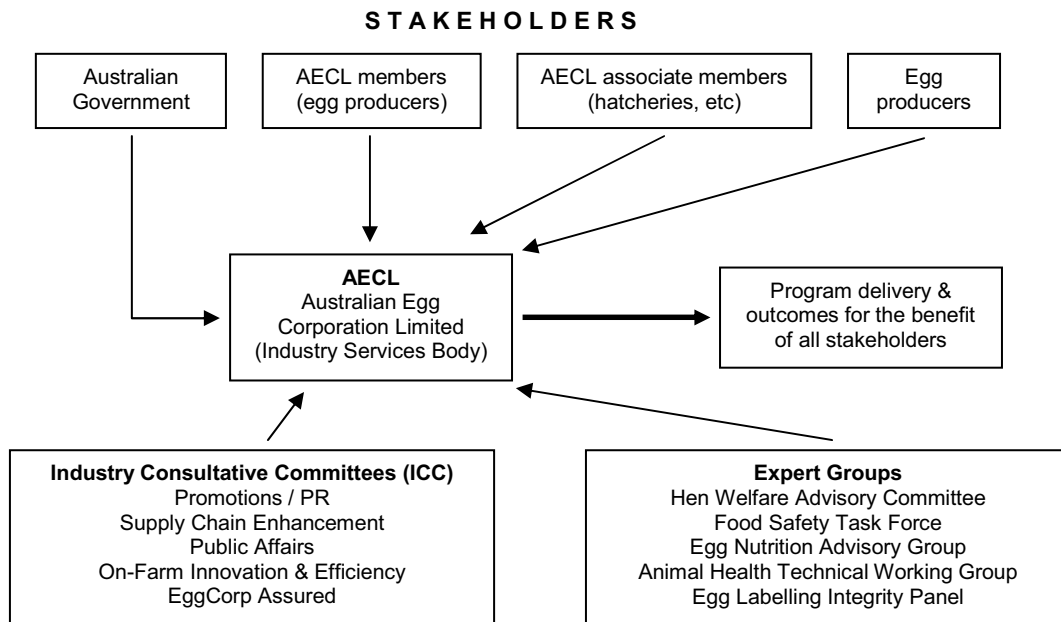 STAKEHOLDERS
Australian
Government
AECL members
(egg producers)
AECL associate members
(hatcheries, etc)
Egg
producers
AECL
Australian Egg
Corporation Limited
(Industry Services Body)
Program delivery &
outcomes for the benefit
of all stakeholders
Industry Consultative Committees (ICC)
Promotions / PR
Supply Chain Enhancement
Public Affairs
On-Farm Innovation & Efficiency
EggCorp Assured
Expert Groups
Hen Welfare Advisory Committee
Food Safety Task Force
Egg Nutrition Advisory Group
Animal Health Technical Working Group
Egg Labelling Integrity Panel